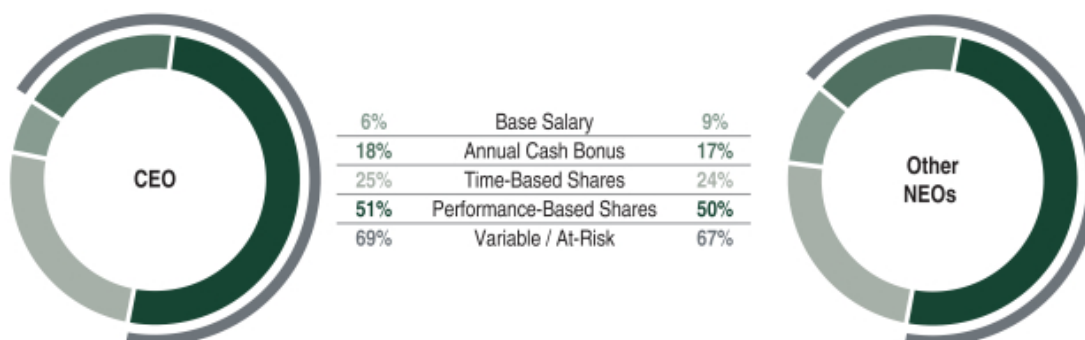 CEO
6% Base Salary 9%
18% Annual Cash Bonus 17%
25% Time-Based Shares 24%
51% Performance-Based Shares 50%
69% Variable / At-Risk 67%
Other
NEOs